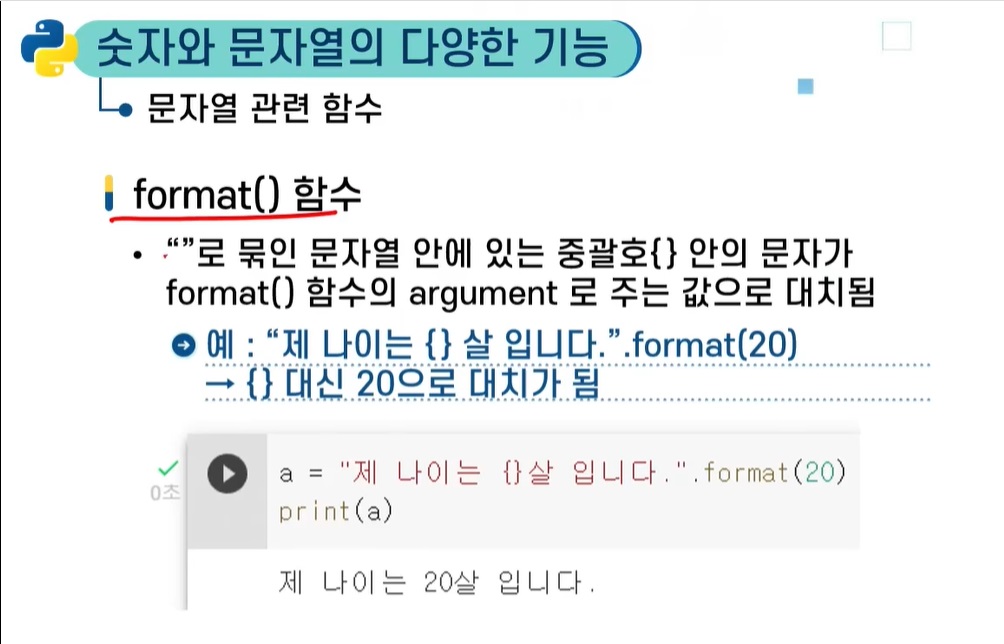 숫자와 문자열의 다양한 기능
문자열 관련 함수
format() 함수
• “”로 묶인 문자열 안에 있는 중괄호{} 안의 문자가
format() 함수의 argument 로 주는 값으로 대치됨
예 : “제 나이는 {} 살 입니다.”.format(20)
→ {} 대신 20으로 대치가 됨
a = "제 나이는 {}살 입니다.".format(20)
0초
print(a)
제 나이는 20살 입니다.